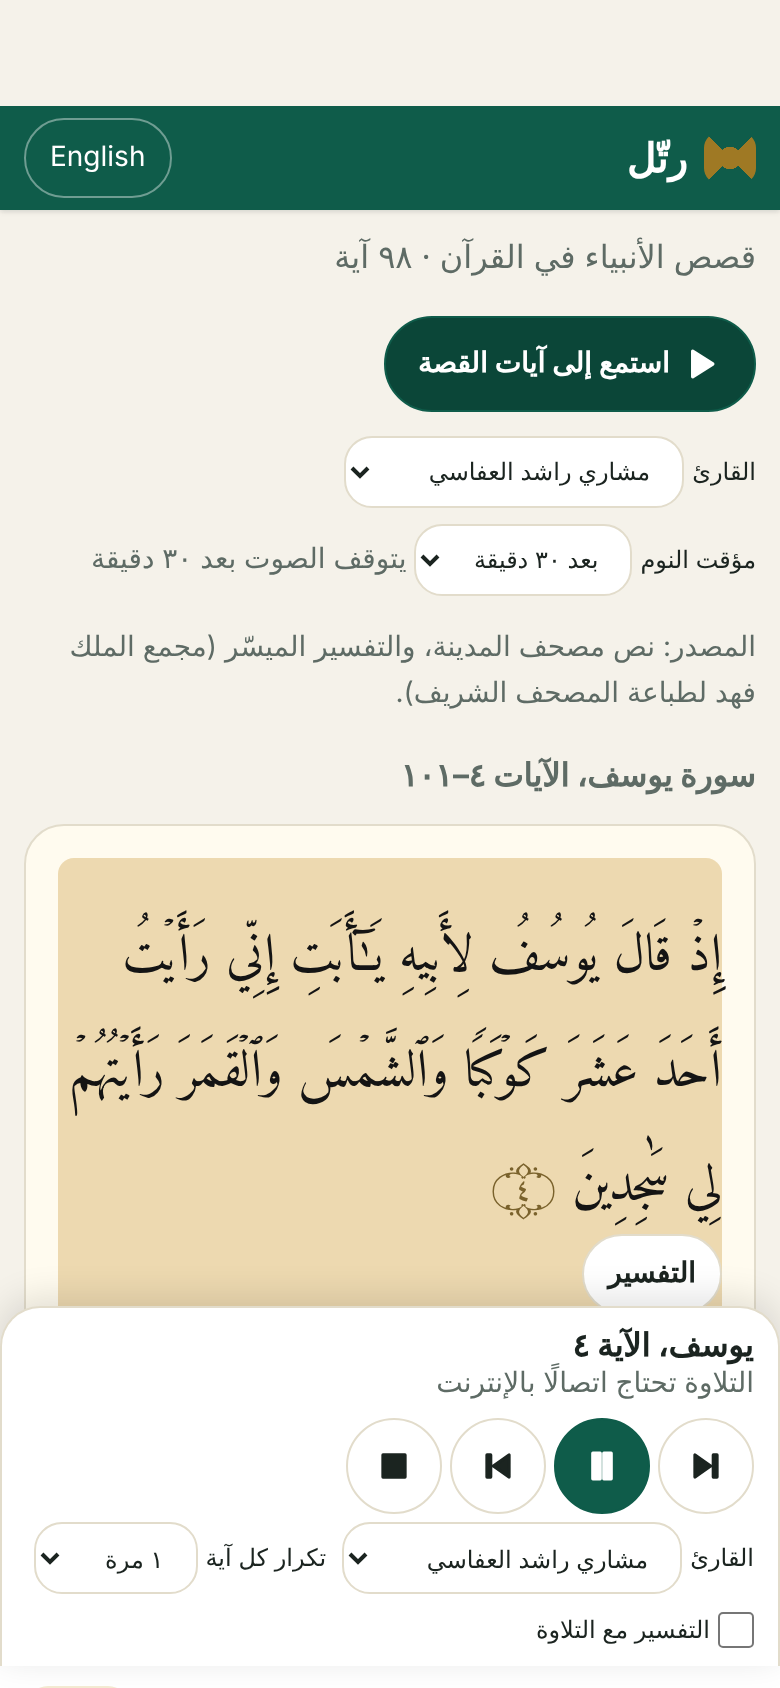 رتّل
English
قصص الأنبياء في القرآن · ٩٨ آية
استمع إلى آيات القصة
القارئ مشاري راشد العفاسي
مؤقت النوم بعد ٣٠ دقيقة يتوقف الصوت بعد ٣٠ دقيقة
المصدر: نص مصحف المدينة، والتفسير الميسّر (مجمع الملك
فهد لطباعة المصحف الشريف).
سورة يوسف، الآيات ٤–١٠١
إِذۡ قَالَ يُوسُفُ لِأَبِيهِ يَٰٓأَبَتِ إِنِّي رَأَيۡتُ
أَحَدَ عَشَرَ كَوۡكَبٗا وَٱلشَّمۡسَ وَٱلۡقَمَرَ رَأَيۡتُهُمۡ
لِي سَٰجِدِينَ ٤
التفسير
يوسف، الآية ٤
التلاوة تحتاج اتصالًا بالإنترنت
القارئ مشاري راشد العفاسي تكرار كل آية ١ مرة
التفسير مع التلاوة